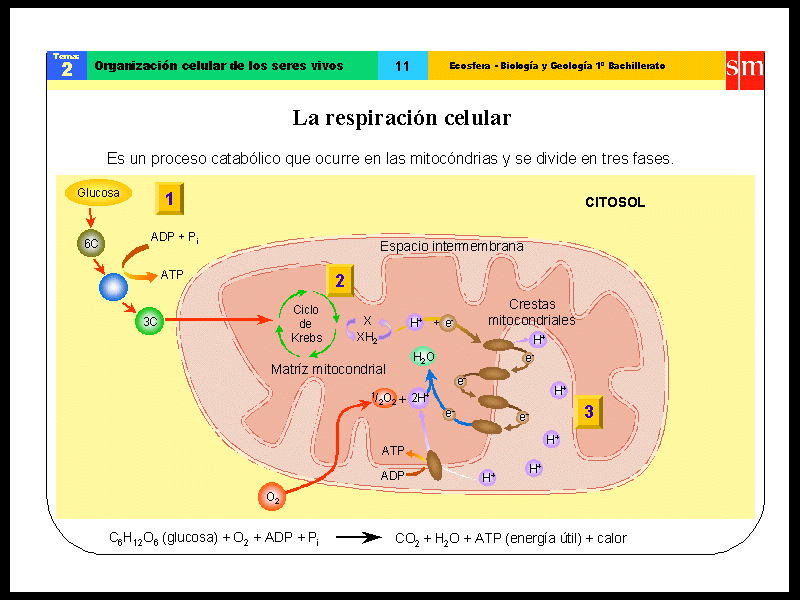 Tema:
2
Organización celular de los seres vivos
11
Ecosfera - Biología y Geología 1º Bachillerato
sm
La respiración celular
Es un proceso catabólico que ocurre en las mitocóndrias y se divide en tres fases.
Glucosa
1
CITOSOL
6C
ADP + Pi
ATP
3C
Espacio intermembrana
2
Ciclo
de
Krebs
X
XH2
H+ + e-
Crestas
mitocondriales
H+
e-
H2O
Matríz mitocondrial
e-
H+
1/2O2 + 2H+
e-
e-
3
H+
ATP
ADP
H+
H+
O2
C6H12O6 (glucosa) + O2 + ADP + Pi
CO2 + H2O + ATP (energía útil) + calor